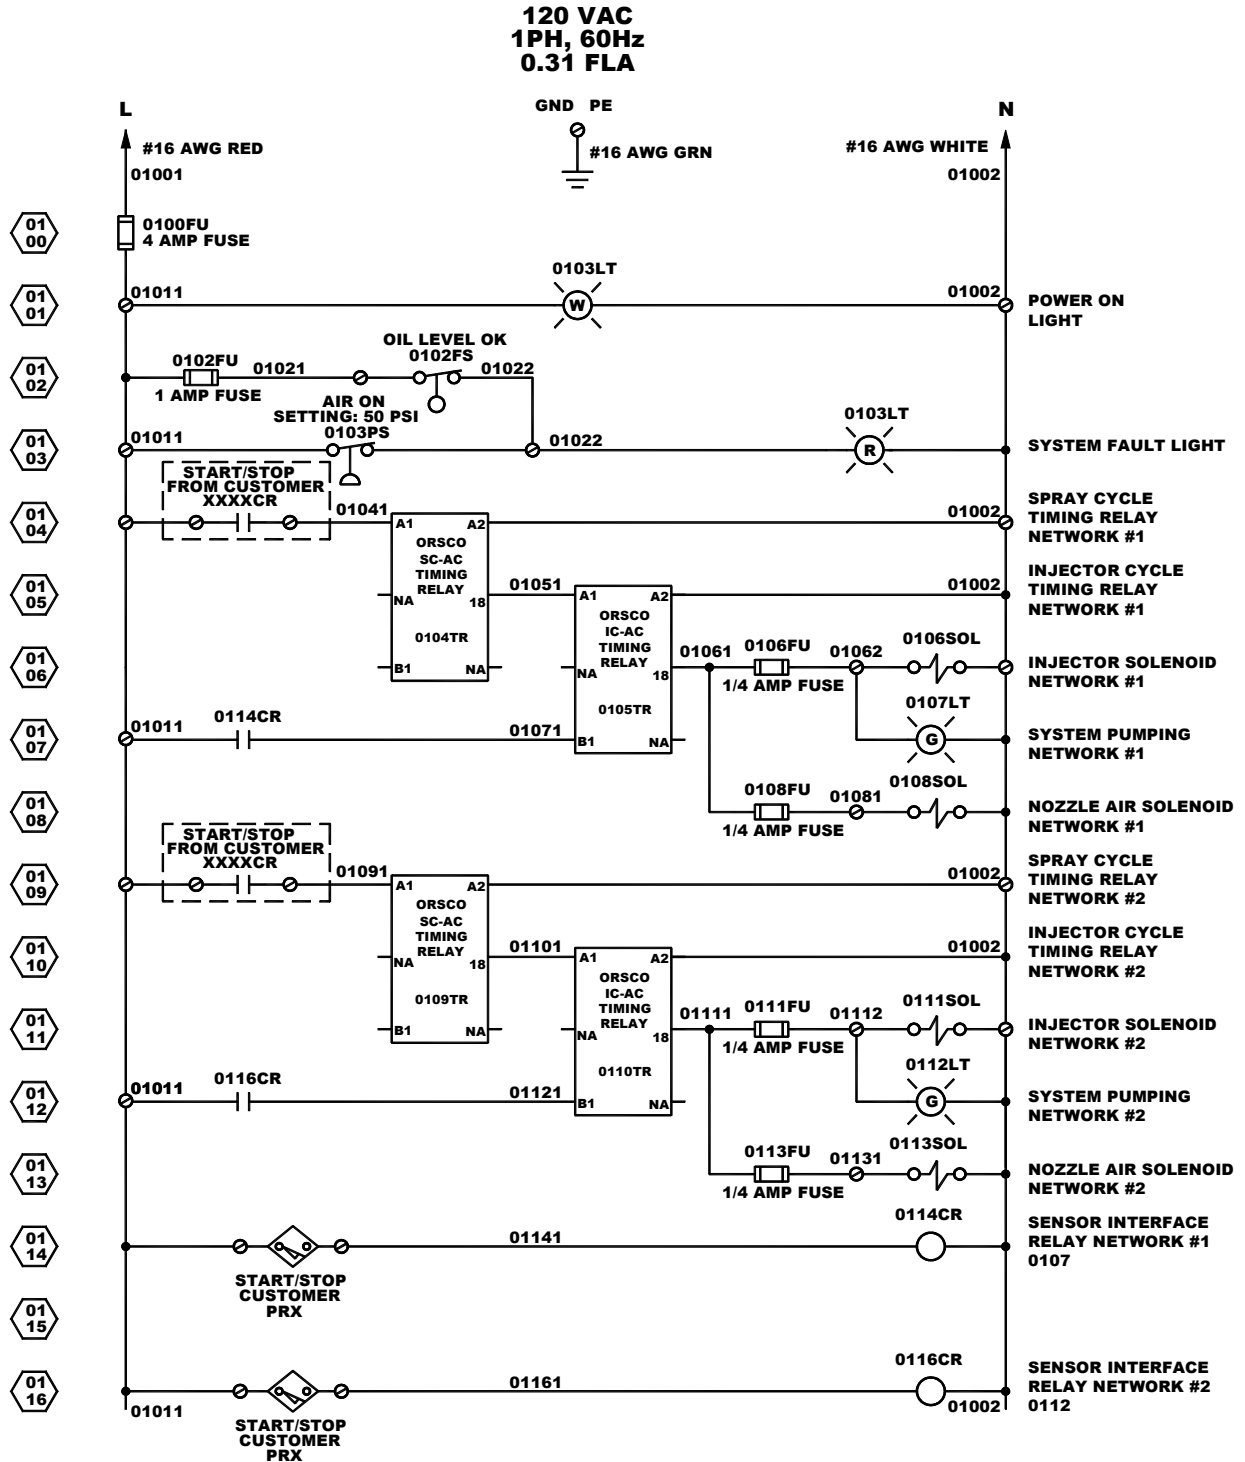 120 VAC
1PH, 60Hz
0.31 FLA
GND PE
L
N
#16 AWG RED
#16 AWG GRN
#16 AWG WHITE
01001
01002
01
00
0100FU
4 AMP FUSE
0103LT
01
01
01011
W
01002
POWER ON
LIGHT
OIL LEVEL OK
0102FS
01
02
0102FU
01021
01022
1 AMP FUSE
AIR ON
SETTING: 50 PSI
0103PS
0103LT
01
03
01011
01022
R
SYSTEM FAULT LIGHT
START/STOP
FROM CUSTOMER
XXXXCR
01
04
01041
A1
A2
01002
SPRAY CYCLE
TIMING RELAY
NETWORK #1
ORSCO
SC-AC
TIMING
RELAY
NA
18
0104TR
B1
NA
01
05
01051
A1
A2
01002
INJECTOR CYCLE
TIMING RELAY
NETWORK #1
ORSCO
IC-AC
TIMING
RELAY
NA
18
0105TR
B1
NA
01
06
01061
0106FU
1/4 AMP FUSE
01062
0106SOL
INJECTOR SOLENOID
NETWORK #1
01
07
01011
0114CR
01071
0107LT
G
SYSTEM PUMPING
NETWORK #1
01
08
0108FU
1/4 AMP FUSE
01081
0108SOL
NOZZLE AIR SOLENOID
NETWORK #1
START/STOP
FROM CUSTOMER
XXXXCR
01
09
01091
A1
A2
01002
SPRAY CYCLE
TIMING RELAY
NETWORK #2
ORSCO
SC-AC
TIMING
RELAY
NA
18
0109TR
B1
NA
01
10
01101
A1
A2
01002
INJECTOR CYCLE
TIMING RELAY
NETWORK #2
ORSCO
IC-AC
TIMING
RELAY
NA
18
0110TR
B1
NA
01
11
01111
0111FU
1/4 AMP FUSE
01112
0111SOL
INJECTOR SOLENOID
NETWORK #2
01
12
01011
0116CR
01121
0112LT
G
SYSTEM PUMPING
NETWORK #2
01
13
0113FU
1/4 AMP FUSE
01131
0113SOL
NOZZLE AIR SOLENOID
NETWORK #2
01
14
START/STOP
CUSTOMER
PRX
01141
0114CR
SENSOR INTERFACE
RELAY NETWORK #1
0107
01
15
01
16
01011
START/STOP
CUSTOMER
PRX
01161
0116CR
01002
SENSOR INTERFACE
RELAY NETWORK #2
0112